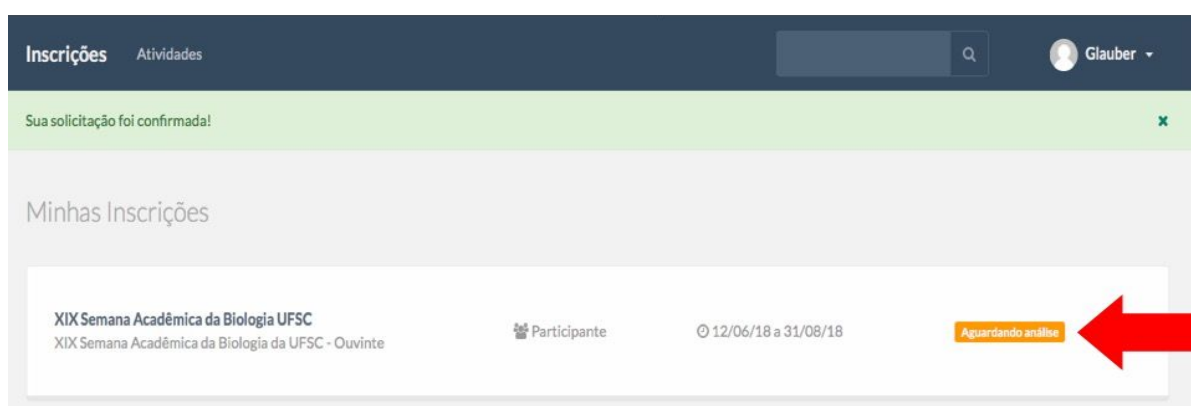 Inscrições Atividades Glauber
Sua solicitação foi confirmada!
Minhas Inscrições
XIX Semana Acadêmica da Biologia UFSC
XIX Semana Acadêmica da Biologia da UFSC - Ouvinte
Participante
12/06/18 a 31/08/18
Aguardando análise